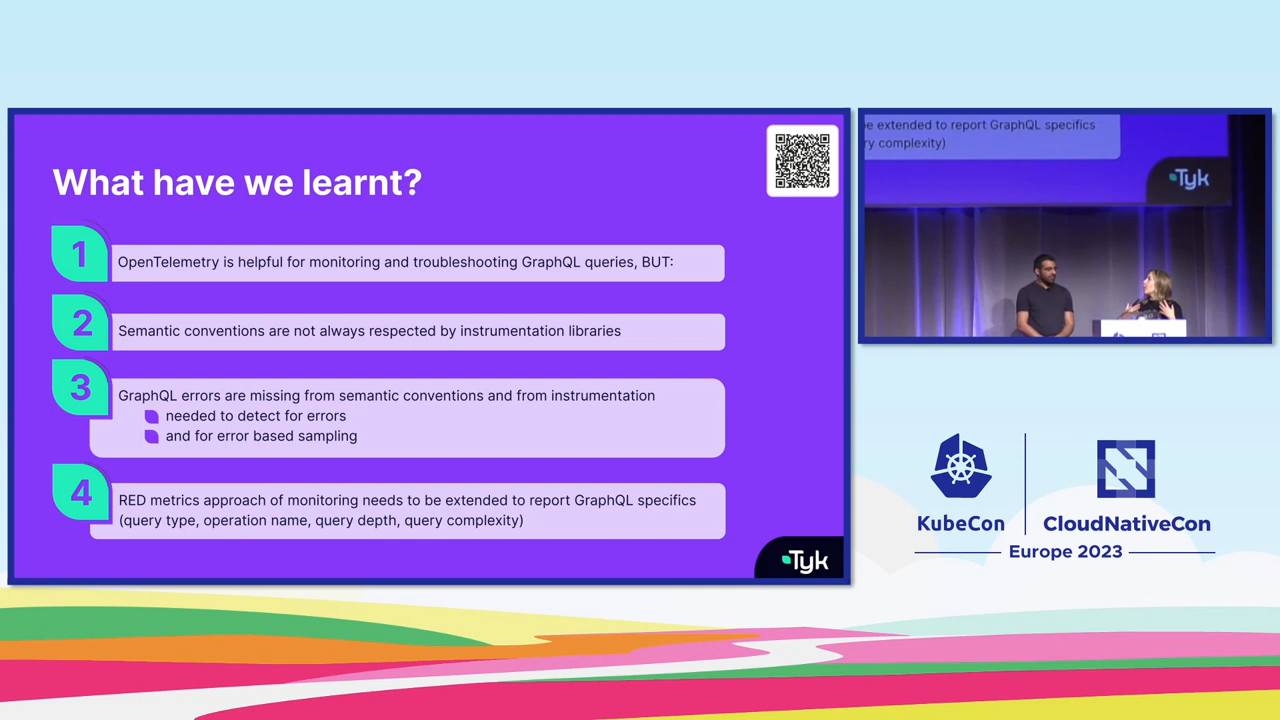 What have we learnt?
1
OpenTelemetry is helpful for monitoring and troubleshooting GraphQL queries, BUT:
2
Semantic conventions are not always respected by instrumentation libraries
3
GraphQL errors are missing from semantic conventions and from instrumentation
needed to detect for errors
and for error based sampling
4
RED metrics approach of monitoring needs to be extended to report GraphQL specifics
(query type, operation name, query depth, query complexity)
Tyk
be extended to report GraphQL specifics
ry complexity)
Tyk
KubeCon
CloudNativeCon
Europe 2023